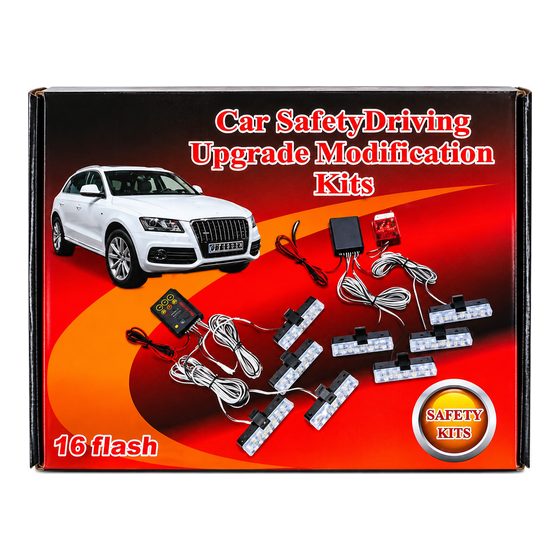 Car SafetyDriving
Upgrade Modification
Kits
16 flash
SAFETY
KITS